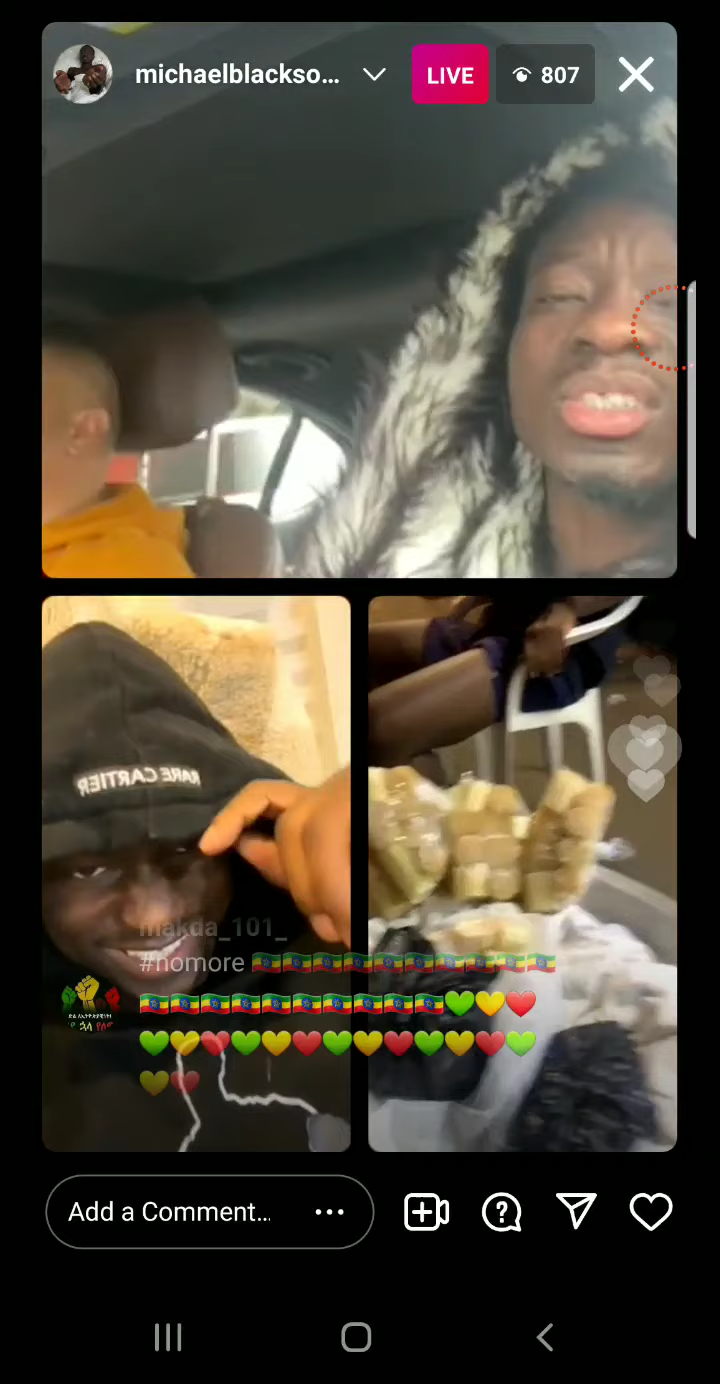 michaelblackso...
LIVE
807
RARE CARTIER
makda_101_
#nomore 🇪🇹🇪🇹🇪🇹🇪🇹🇪🇹🇪🇹🇪🇹🇪🇹🇪🇹🇪🇹
🇪🇹🇪🇹🇪🇹🇪🇹🇪🇹🇪🇹🇪🇹🇪🇹🇪🇹🇪🇹💚💛❤️
💚💛❤️💚💛❤️💚💛❤️💚💛❤️💚
💛❤️
Add a Comment...